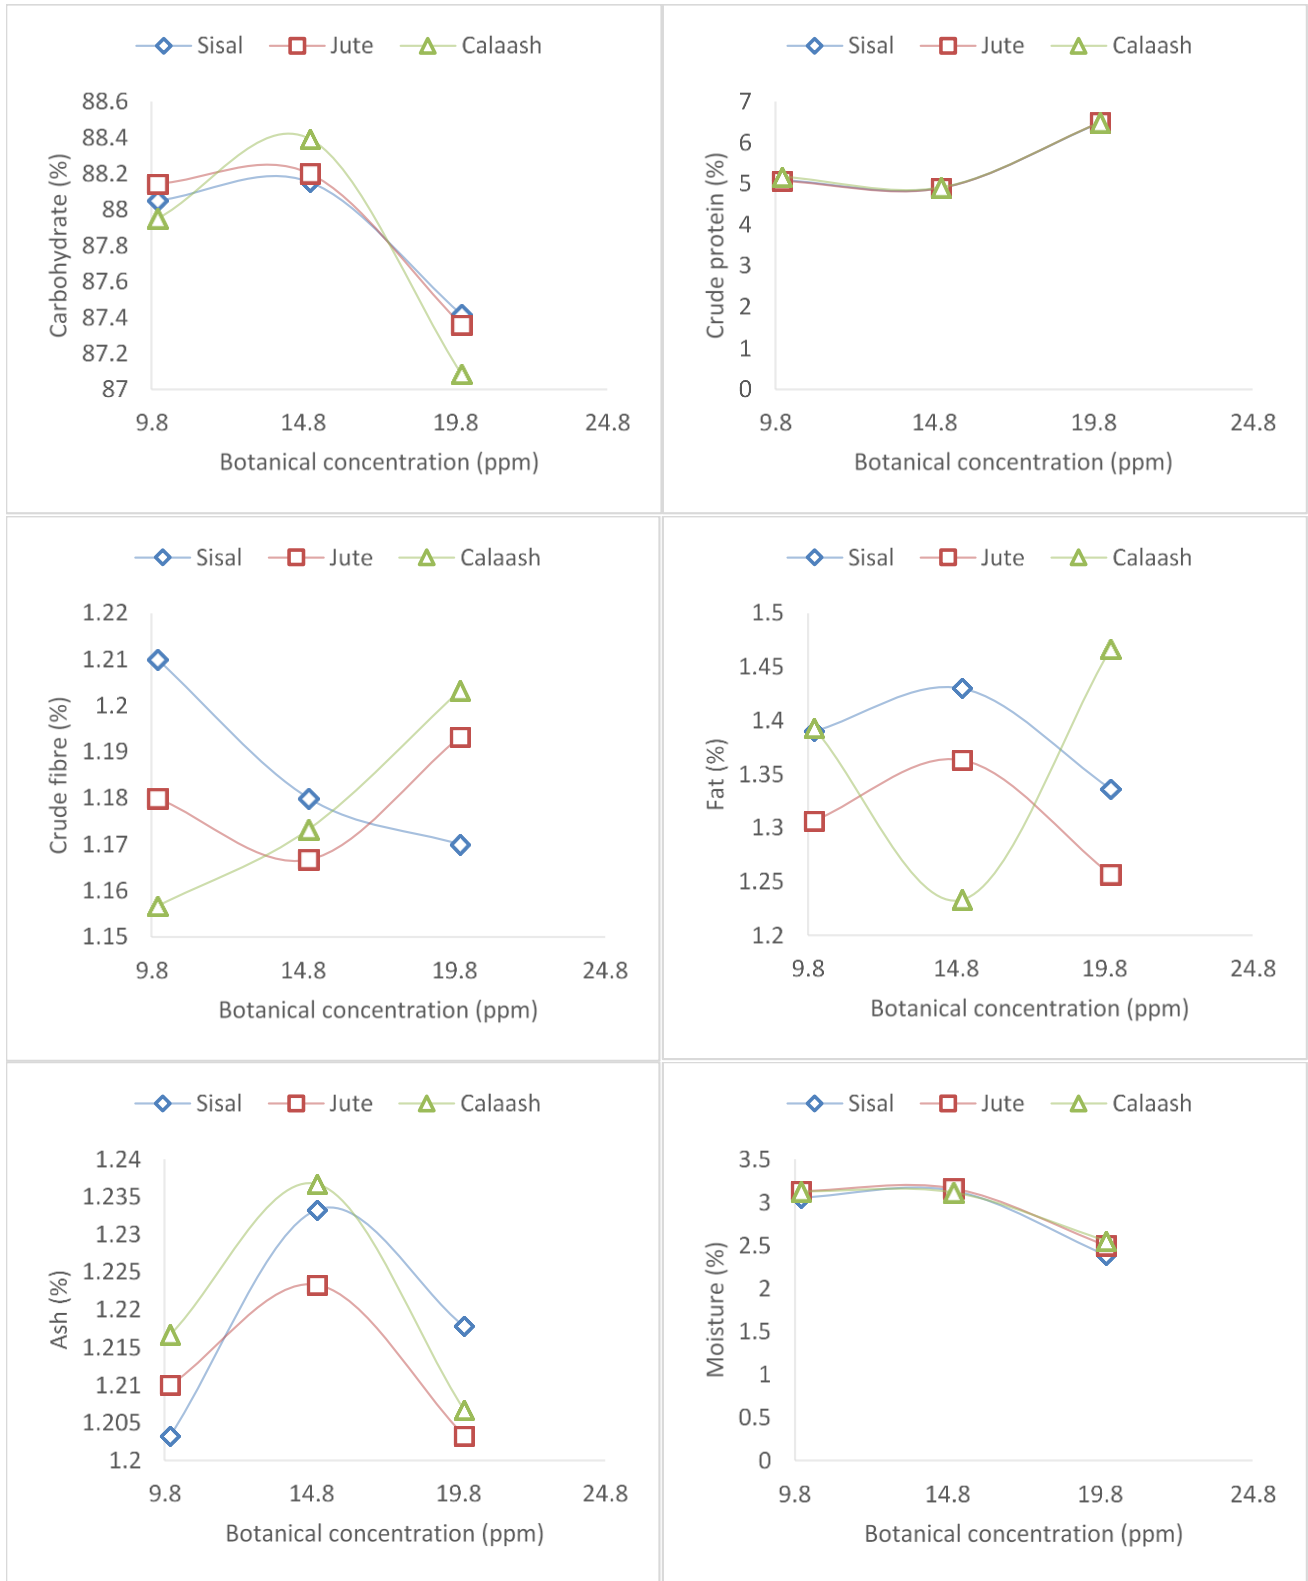 Sisal Jute Calaash
Carbohydrate (%)
88.6
88.4
88.2
88
87.8
87.6
87.4
87.2
87
9.8 14.8 19.8 24.8
Botanical concentration (ppm)
Sisal Jute Calaash
Crude protein (%)
7
6
5
4
3
2
1
0
9.8 14.8 19.8 24.8
Botanical concentration (ppm)
Sisal Jute Calaash
Crude fibre (%)
1.22
1.21
1.2
1.19
1.18
1.17
1.16
1.15
9.8 14.8 19.8 24.8
Botanical concentration (ppm)
Sisal Jute Calaash
Fat (%)
1.5
1.45
1.4
1.35
1.3
1.25
1.2
9.8 14.8 19.8 24.8
Botanical concentration (ppm)
Sisal Jute Calaash
Ash (%)
1.24
1.235
1.23
1.225
1.22
1.215
1.21
1.205
1.2
9.8 14.8 19.8 24.8
Botanical concentration (ppm)
Sisal Jute Calaash
Moisture (%)
3.5
3
2.5
2
1.5
1
0.5
0
9.8 14.8 19.8 24.8
Botanical concentration (ppm)